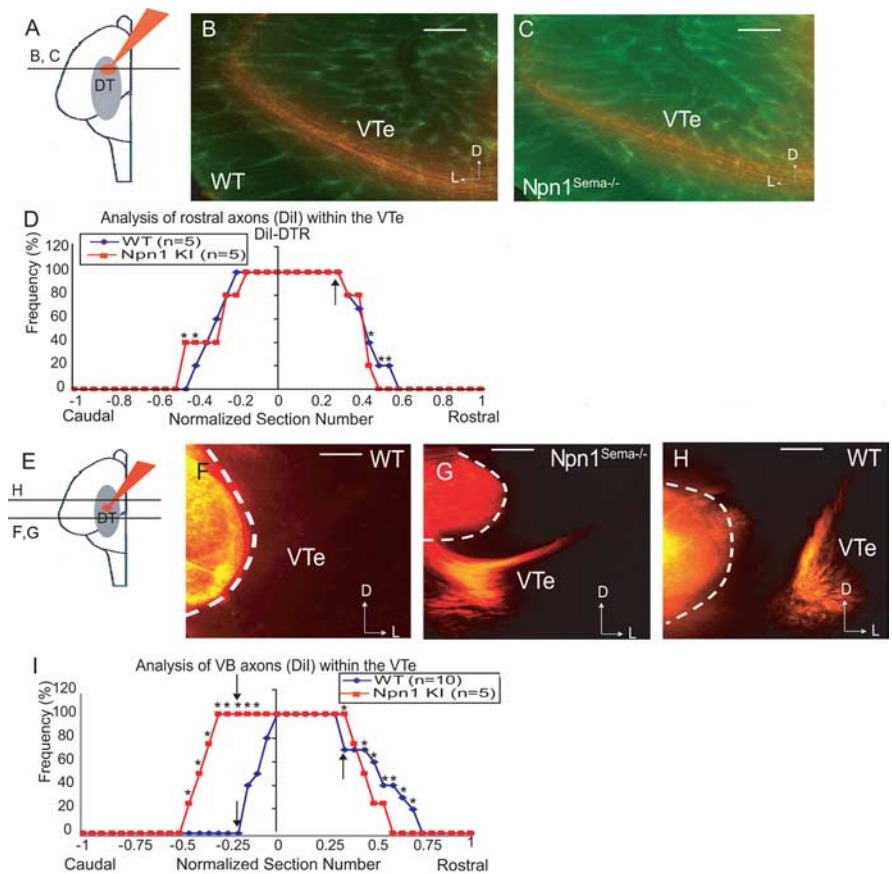 A
B, C
DT
B
VTe
WT
D
L
C
VTe
Npn1Sema-/-
D
L
D
Analysis of rostral axons (DiI) within the VTe
DiI-DTR
WT (n=5)
Npn1 KI (n=5)
Frequency (%)
120
100
80
60
40
20
0
* *
*
**
-1 -0.8 -0.6 -0.4 -0.2 0 0.2 0.4 0.6 0.8 1
Caudal Normalized Section Number Rostral
E
H
DT
F,G
F
WT
VTe
D
L
G
Npn1Sema-/-
VTe
D
L
H
WT
VTe
D
L
I
Analysis of VB axons (DiI) within the VTe
WT (n=10)
Npn1 KI (n=5)
Frequency (%)
120
100
80
60
40
20
0
-1 -0.75 -0.5 -0.25 0 0.25 0.5 0.75 1
Caudal Normalized Section Number Rostral